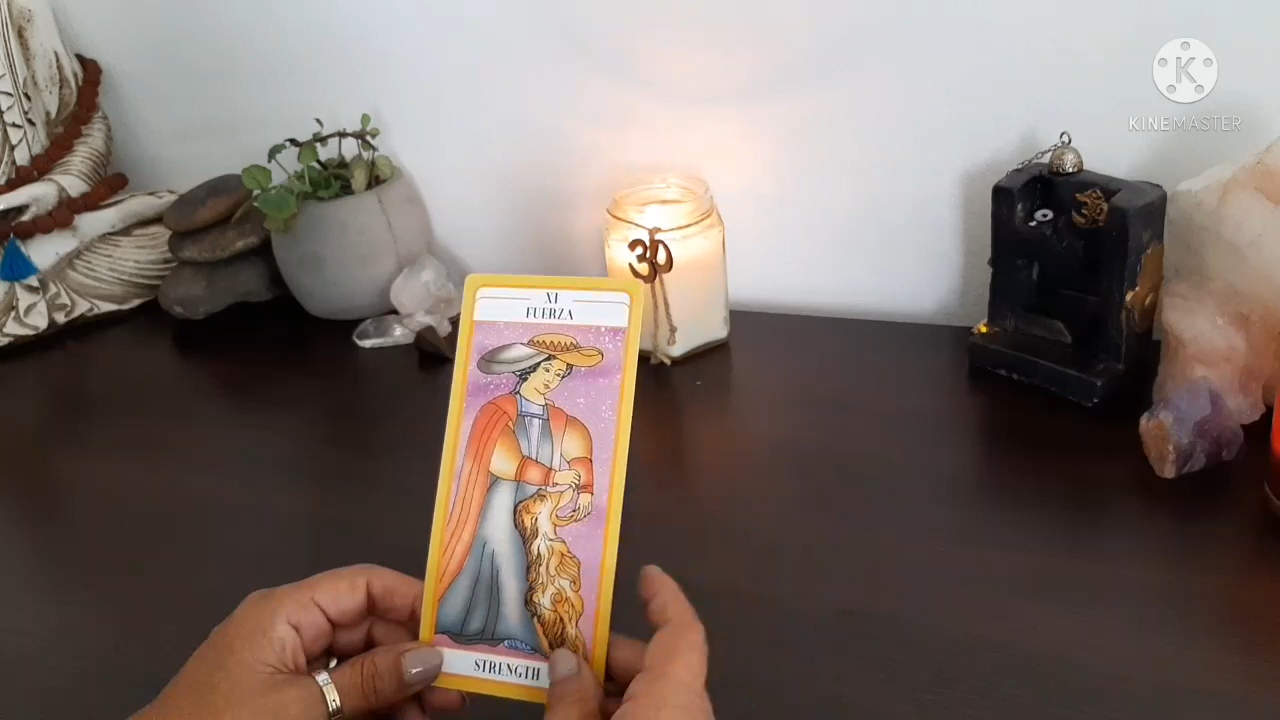 K
KINEMASTER
XI
FUERZA
ॐ
STRENGTH